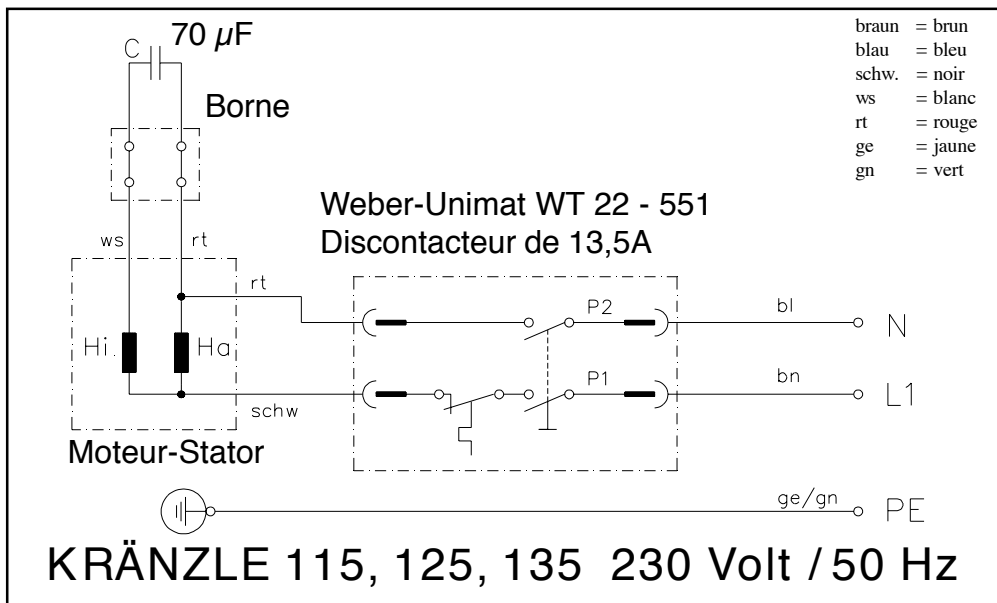 C
70 µF
Borne
ws
rt
Hi.
Ha
rt
schw
Moteur-Stator
Weber-Unimat WT 22 - 551
Discontacteur de 13,5A
P2
P1
bl
N
bn
L1
ge/gn
PE
braun = brun
blau = bleu
schw. = noir
ws = blanc
rt = rouge
ge = jaune
gn = vert
KRÄNZLE 115, 125, 135 230 Volt / 50 Hz